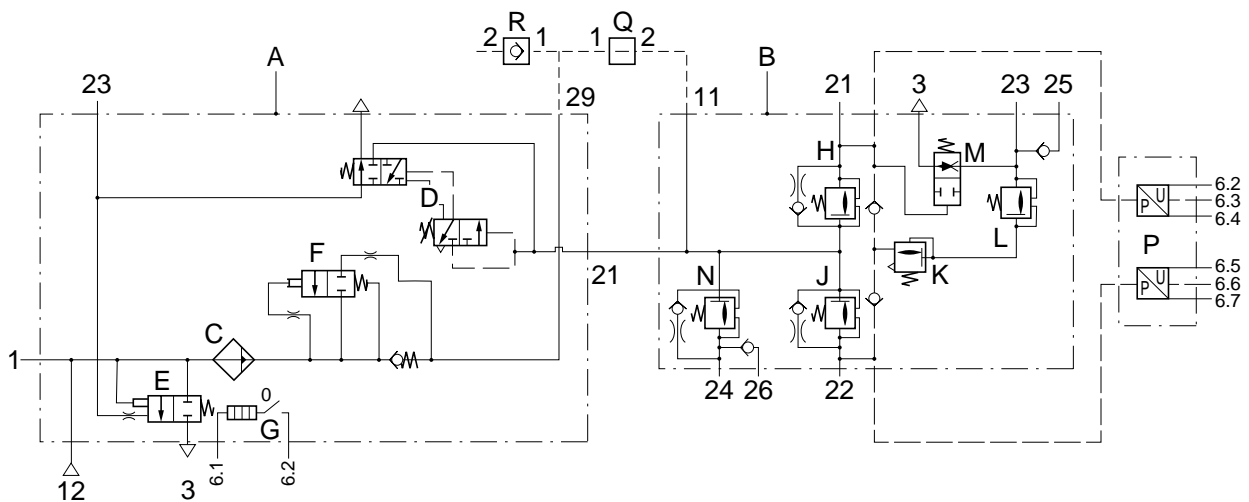 2 R 1 1 Q 2
A
23 29 11 B 21 3 23 25
H M
D
F
L
6.2
6.3
6.4
P U
P
21 N J K
6.5
6.6
6.7
P U
C
1
E
0
G
24 26 22
6.1 6.2
12 3